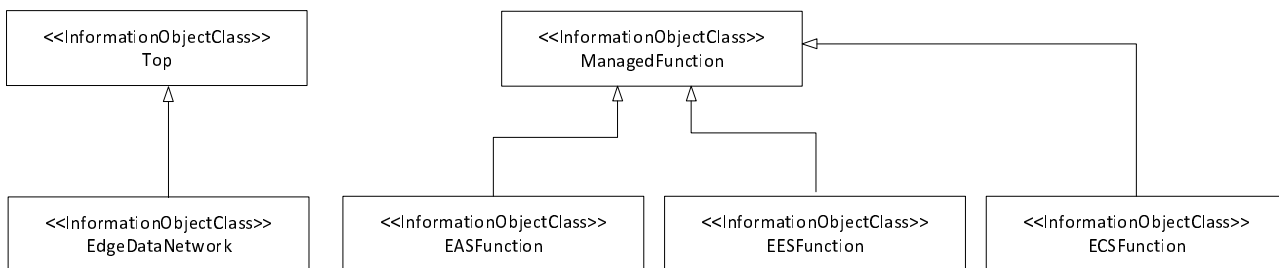 <<InformationObjectClass>>
Top
<<InformationObjectClass>>
ManagedFunction
<<InformationObjectClass>>
EdgeDataNetwork
<<InformationObjectClass>>
EASFunction
<<InformationObjectClass>>
EESFunction
<<InformationObjectClass>>
ECSFunction